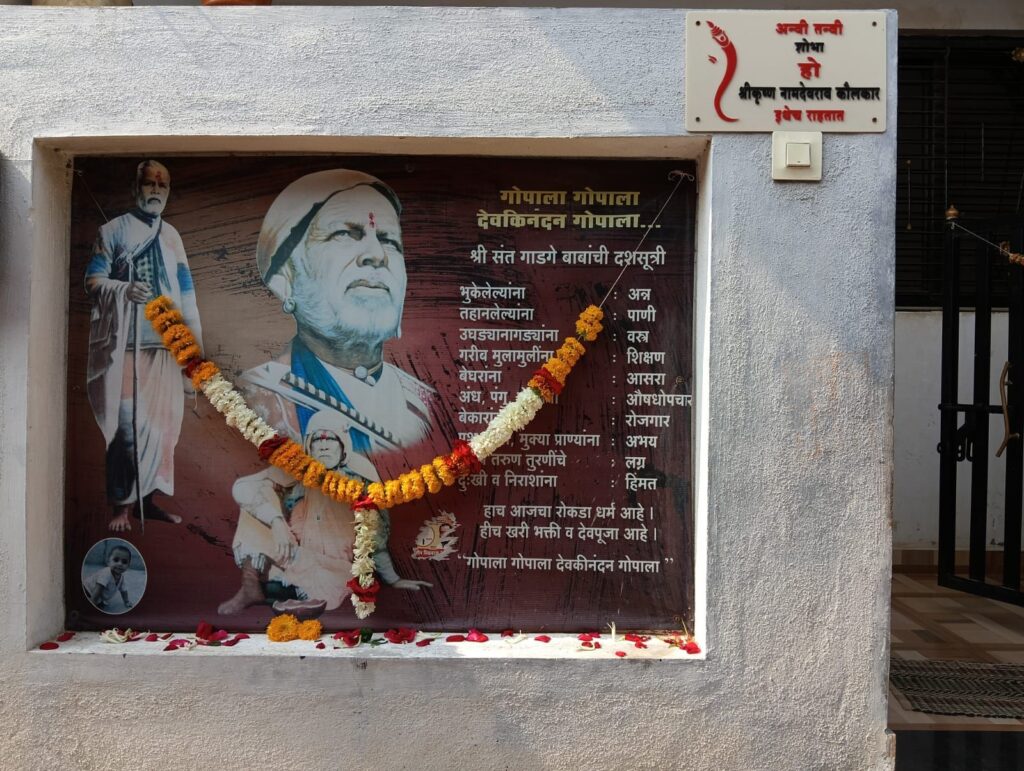 गोपाला गोपाला
देवकिनंदन गोपाला...
श्री संत गाडगे बाबांची दशसूत्री
भुकेलेल्यांना : अन्न
तहानलेल्यांना : पाणी
उघड्यानागड्यांना : वस्त्र
गरीब मुलामुलींना : शिक्षण
बेघरांना : आसरा
अंध, पंगू : औषधोपचार
: रोजगार
मुक्या प्राण्यांना : अभय
तरुण तुरणींचे : लग्न
दुःखी व निराशांना : हिंमत
हाच आजचा रोकडा धर्म आहे ।
हीच खरी भक्ती व देवपूजा आहे ।
"गोपाला गोपाला देवकीनंदन गोपाला"
अन्वी तन्वी
शोभा
हो
श्रीकृष्ण नामदेवराव कौलकार
इथेच राहतात